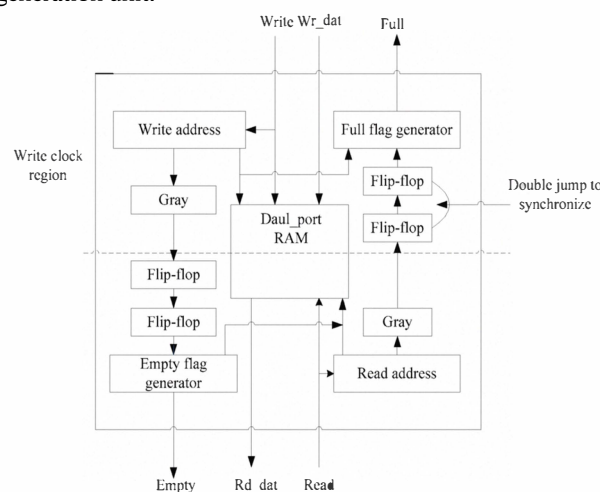 generation unit.
Write Wr_dat
Full
Write address
Full flag generator
Write clock
region
Flip-flop
Double jump to
synchronize
Gray
Daul_port
RAM
Flip-flop
Flip-flop
Flip-flop
Gray
Empty flag
generator
Read address
Empty
Rd_dat
Read